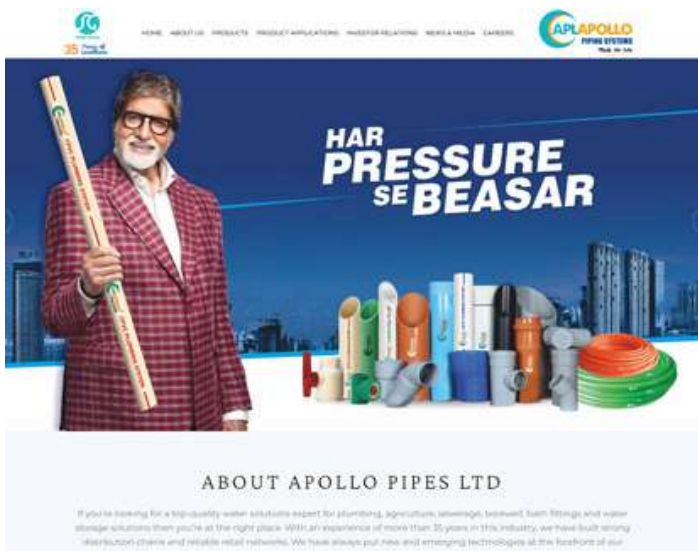 35 Years of
HOME ABOUT US PRODUCTS PRODUCT APPLICATIONS INVESTOR RELATIONS NEWS & MEDIA CAREERS
APL APOLLO
PIPING SYSTEMS
HAR
PRESSURE
SE BEASAR
ABOUT APOLLO PIPES LTD
If you're looking for a top-quality water solutions expert for plumbing, agriculture, sewerage, borewell, bath fittings and water
storage solutions then you're at the right place. With an experience of more than 35 years in this industry, we have built strong
distribution chains and reliable retail networks. We have always put new and emerging technologies at the forefront of our